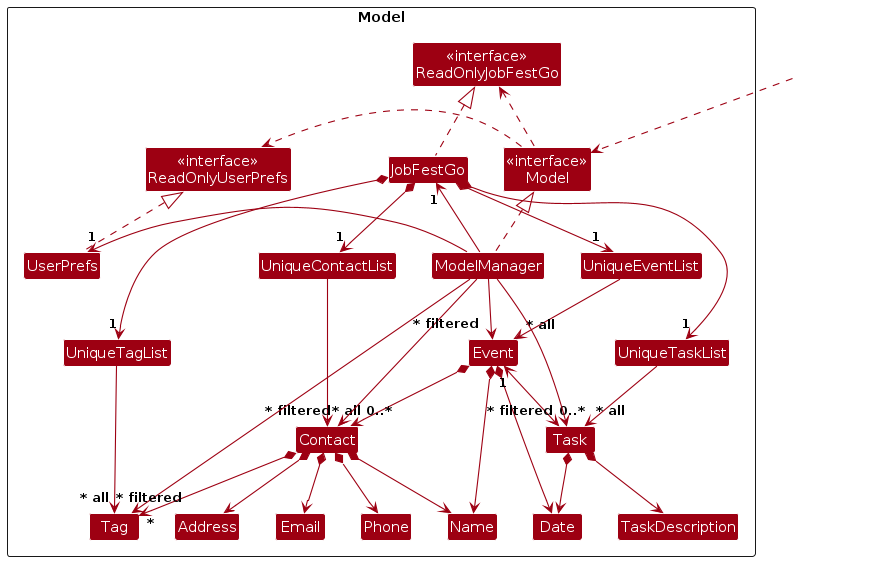 Model
«interface»
ReadOnlyJobFestGo
«interface»
ReadOnlyUserPrefs
JobFestGo
«interface»
Model
1
1
1
1
UserPrefs
UniqueContactList
ModelManager
UniqueEventList
1
* filtered
* all
1
UniqueTagList
Event
UniqueTaskList
1
* filtered
* all
0..*
* filtered
0..*
* all
Contact
Task
* all
* filtered
*
Tag
Address
Email
Phone
Name
Date
TaskDescription